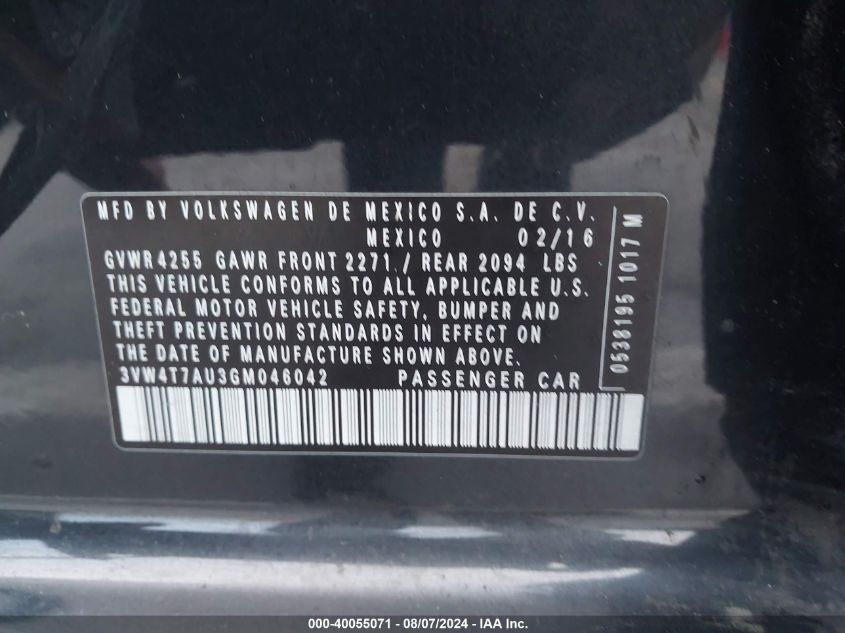 MFD BY VOLKSWAGEN DE MEXICO S.A. DE C.V.
MEXICO 02/16
GVWR 4255 GAWR FRONT 2271 / REAR 2094 LBS
THIS VEHICLE CONFORMS TO ALL APPLICABLE U.S.
FEDERAL MOTOR VEHICLE SAFETY, BUMPER AND
THEFT PREVENTION STANDARDS IN EFFECT ON
THE DATE OF MANUFACTURE SHOWN ABOVE.
3VW4T7AU3GM046042 PASSENGER CAR
0538195 1017 M
000-40055071 - 08/07/2024 - IAA Inc.